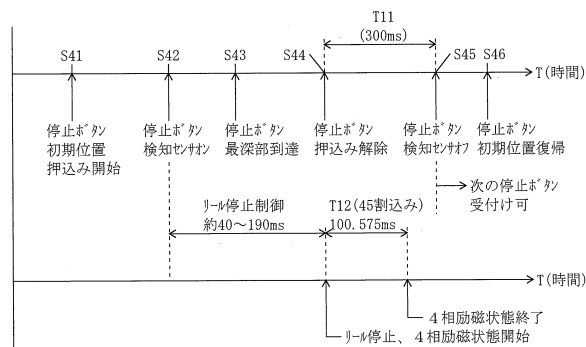 T11
(300ms)
S41
S42
S43
S44
S45
S46
T(時間)
停止ボタン
初期位置
押込み開始
停止ボタン
検知センサオン
停止ボタン
最深部到達
停止ボタン
押込み解除
停止ボタン
検知センサオフ
停止ボタン
初期位置復帰
次の停止ボタン
受付け可
リール停止制御
約40~190ms
T12(45割込み)
100.575ms
T(時間)
4相励磁状態終了
リール停止、4相励磁状態開始